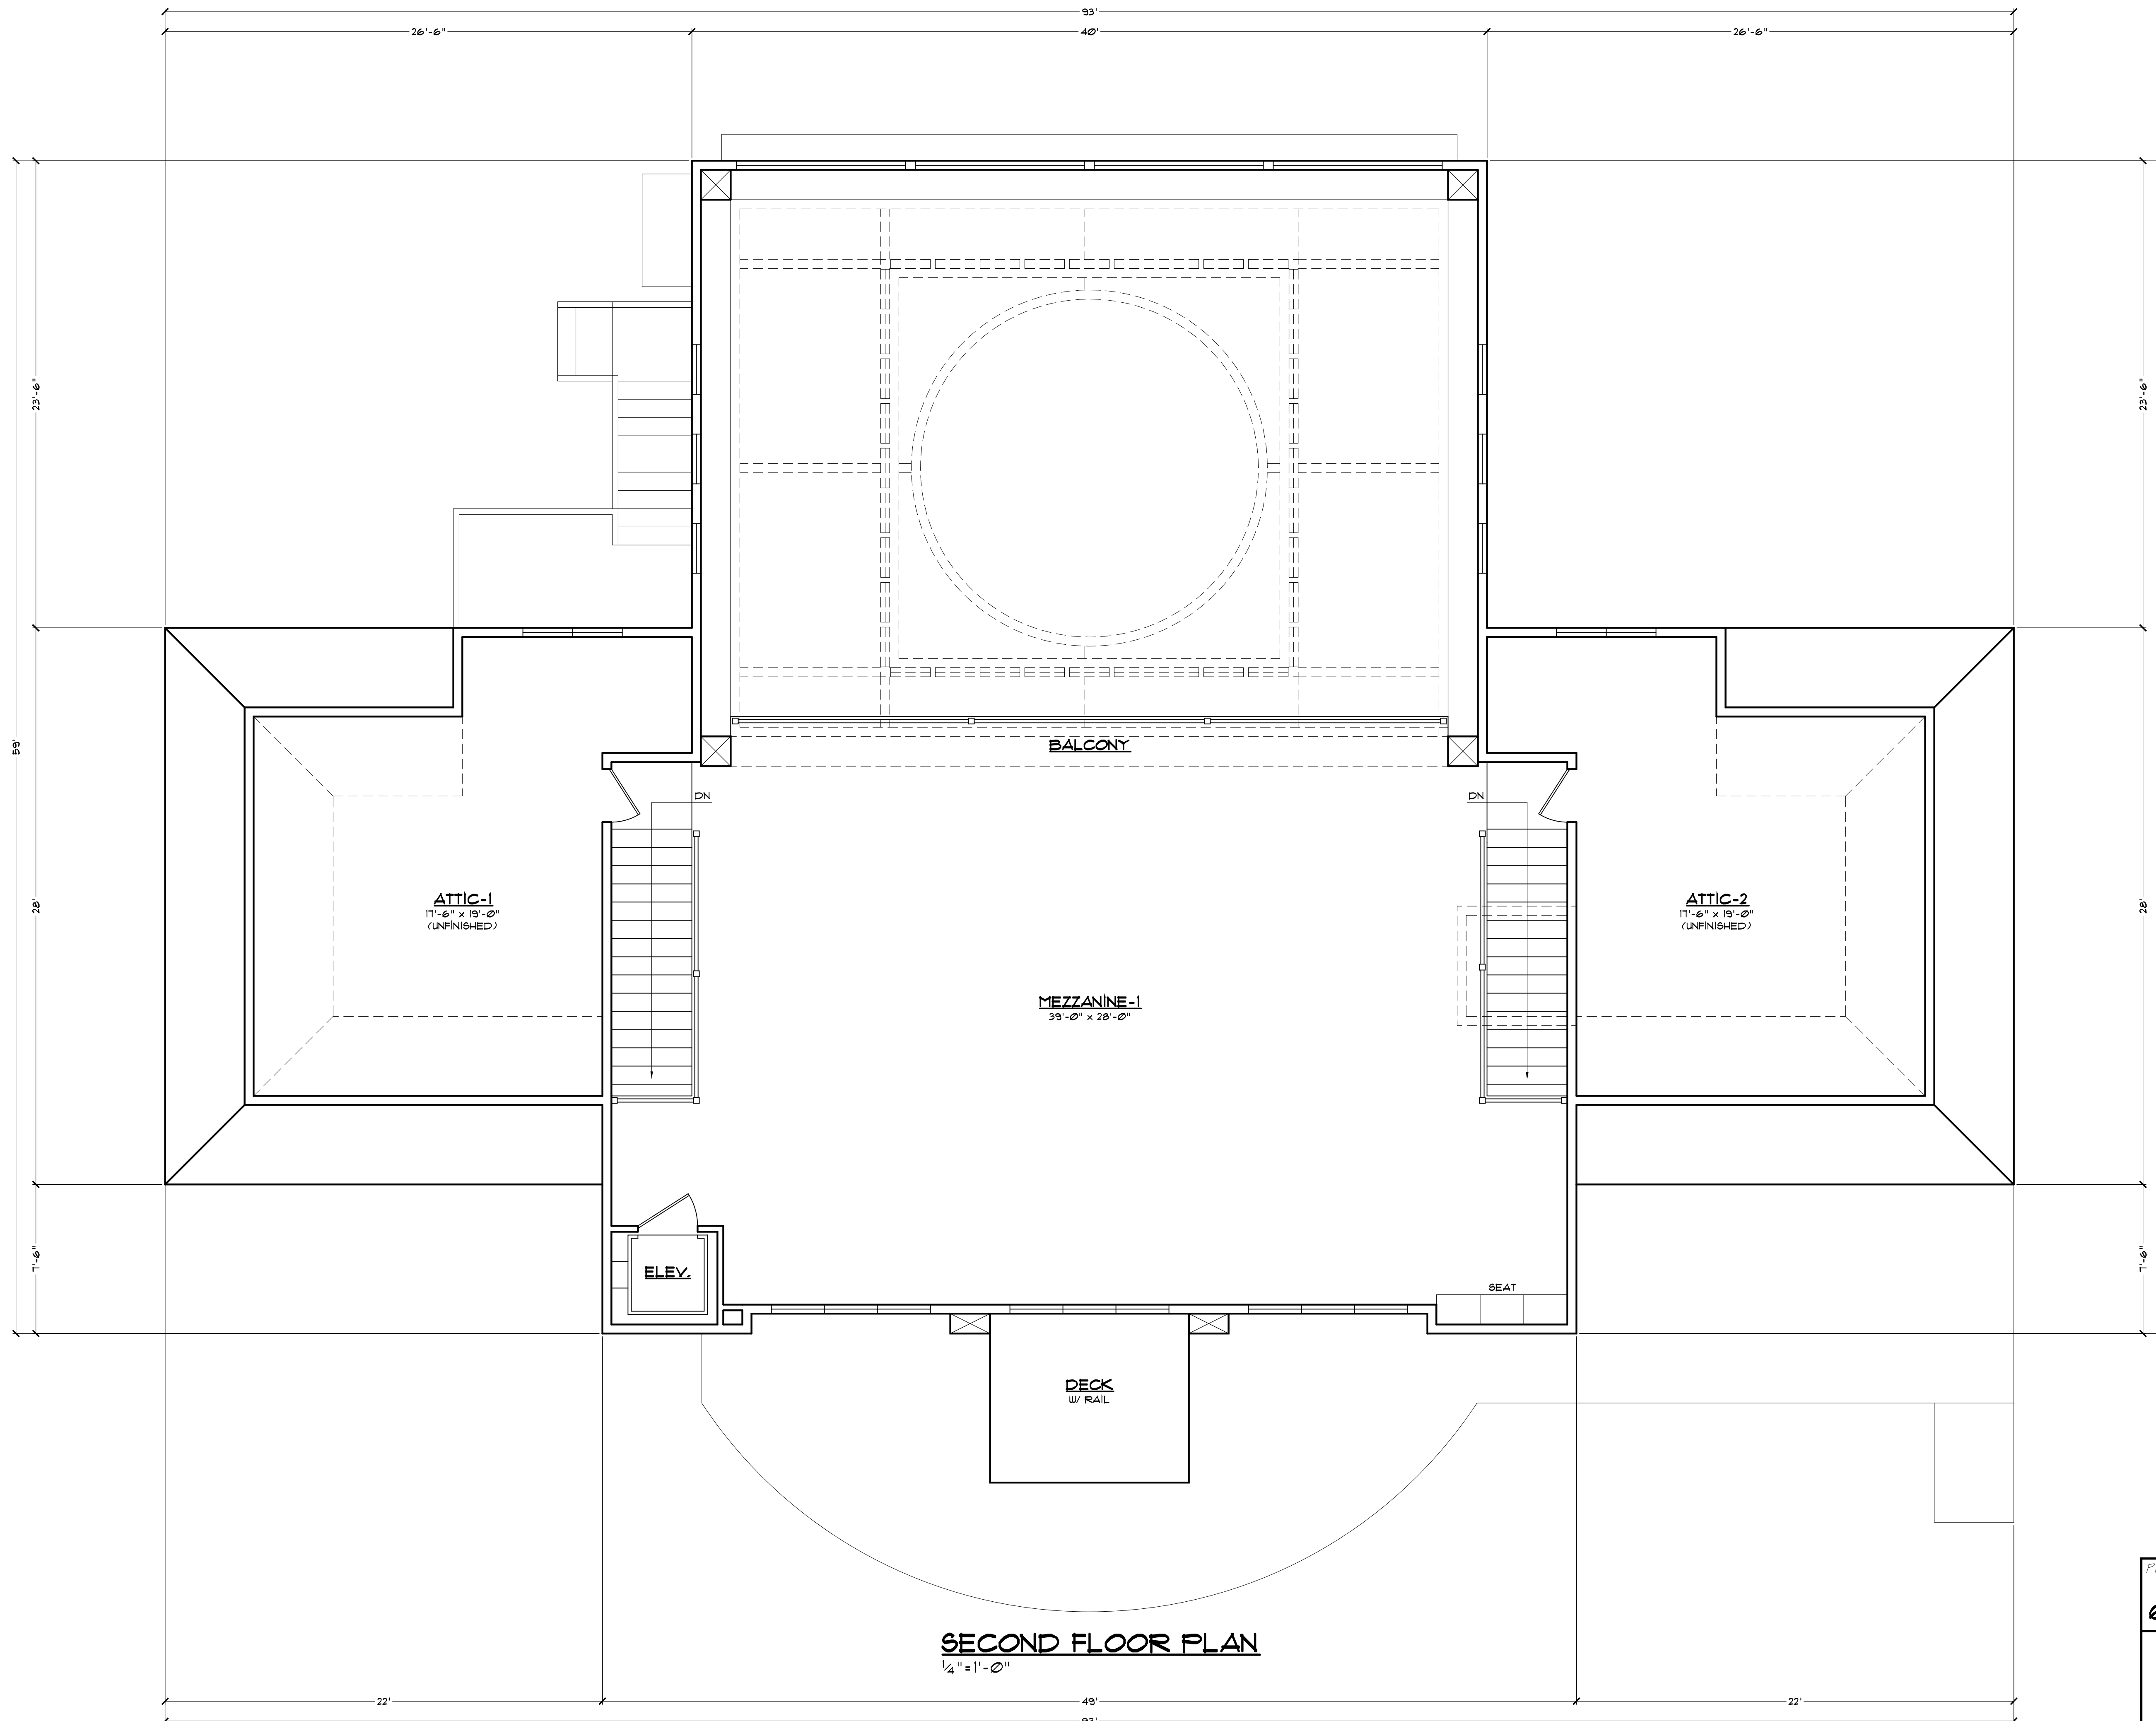 93'
26'-6"
40'
26'-6"
23'-6"
23'-6"
59'
BALCONY
DN
DN
ATTIC-1
17'-6" x 19'-0"
(UNFINISHED)
28'
ATTIC-2
17'-6" x 19'-0"
(UNFINISHED)
28'
MEZZANINE-1
39'-0" x 28'-0"
7'-6"
ELEV.
SEAT
7'-6"
DECK
W/ RAIL
SECOND FLOOR PLAN
1/4"=1'-0"
22'
49'
22'
93'